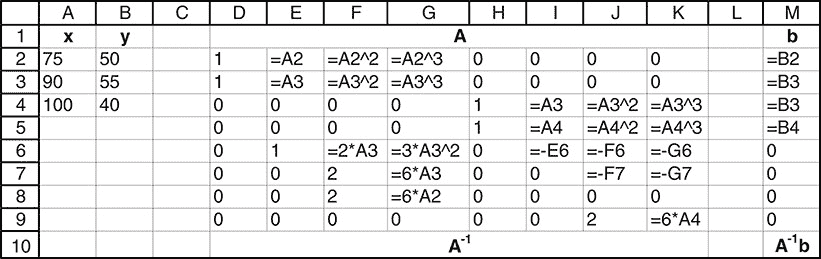 A B C D E F G H I J K L M
1 x y A b
2 75 50 1 =A2 =A2^2 =A2^3 0 0 0 0 =B2
3 90 55 1 =A3 =A3^2 =A3^3 0 0 0 0 =B3
4 100 40 0 0 0 0 1 =A3 =A3^2 =A3^3 =B3
5 0 0 0 0 1 =A4 =A4^2 =A4^3 =B4
6 0 1 =2*A3 =3*A3^2 0 =-E6 =-F6 =-G6 0
7 0 0 2 =6*A3 0 0 =-F7 =-G7 0
8 0 0 2 =6*A2 0 0 0 0 0
9 0 0 0 0 0 0 2 =6*A4 0
10 A-1 A-1b